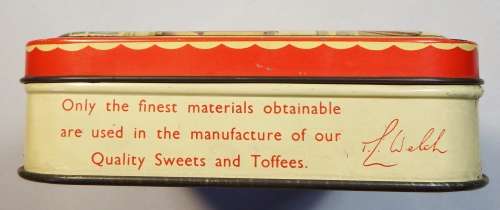 Only the finest materials obtainable
are used in the manufacture of our
Quality Sweets and Toffees.
T. L. Welch